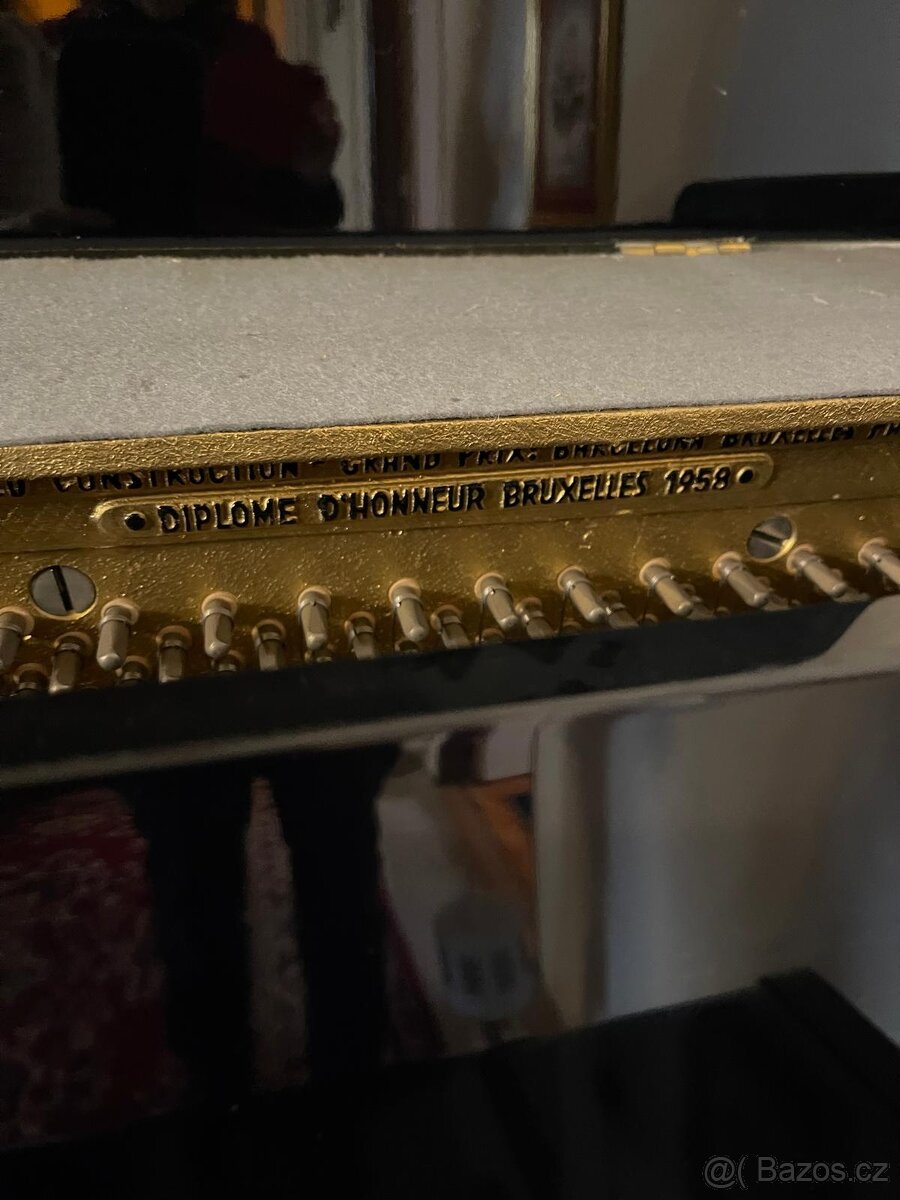 CONSTRUCTION - GRAND PRIX: BARCELONA BRUXELLES
DIPLOME D'HONNEUR BRUXELLES 1958
@( Bazos.cz